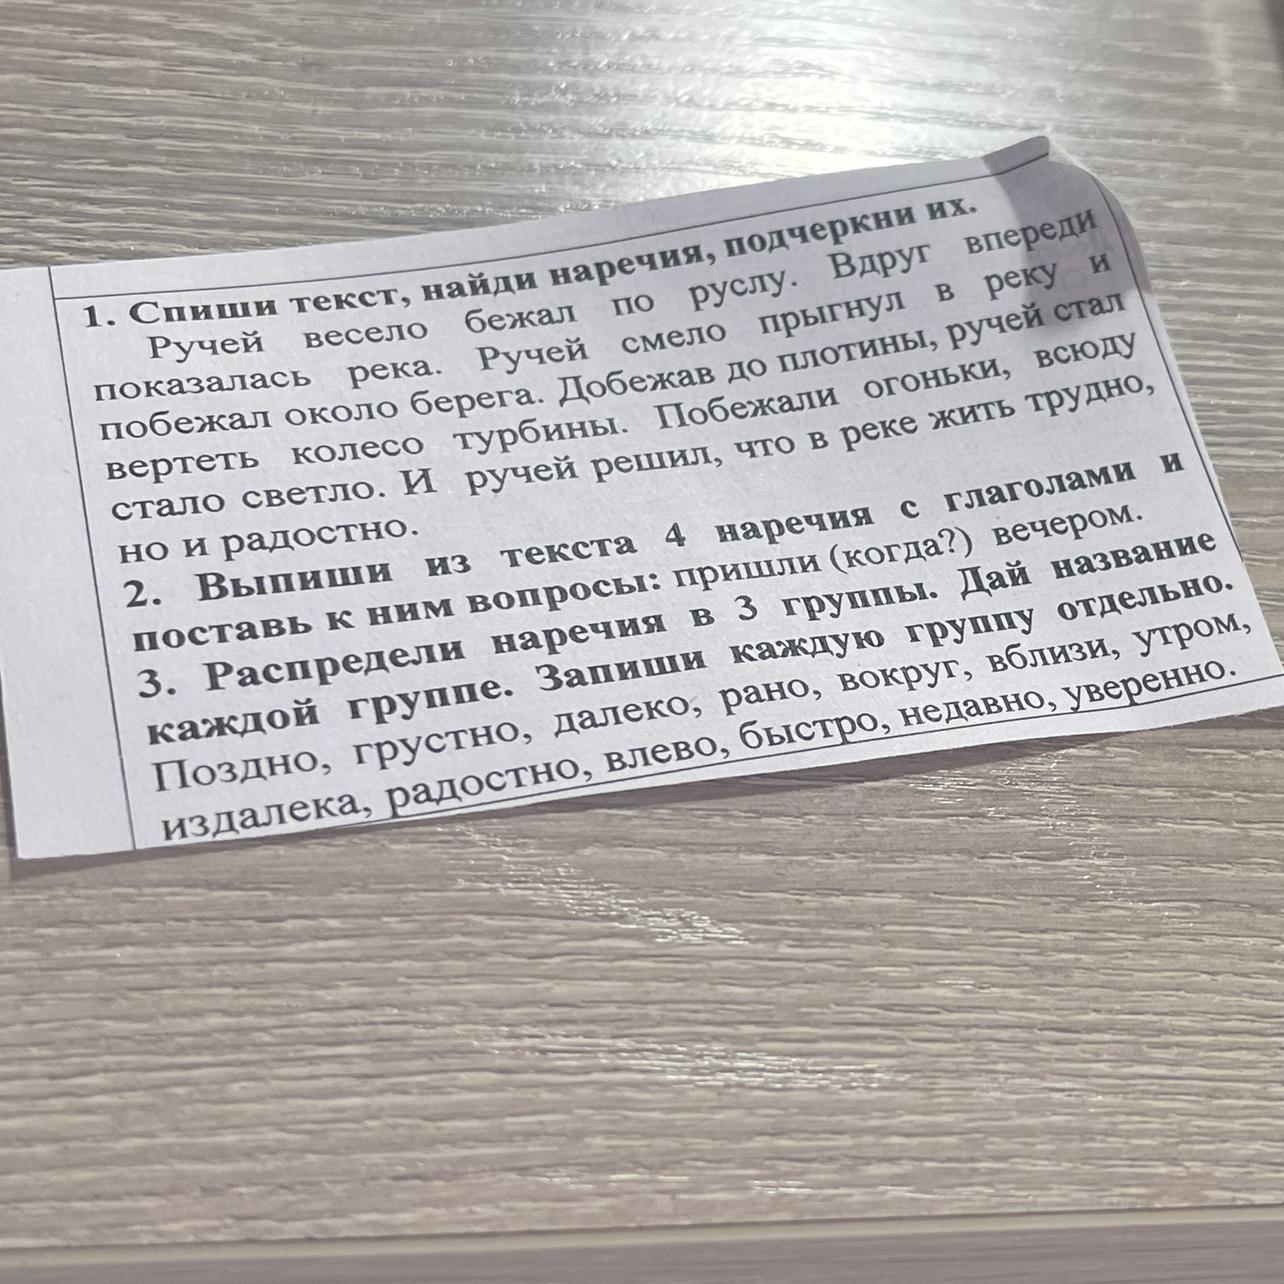 1. Спиши текст, найди наречия, подчеркни их.
Ручей весело бежал по руслу. Вдруг впереди
показалась река. Ручей смело прыгнул в реку и
побежал около берега. Добежав до плотины, ручей стал
вертеть колесо турбины. Побежали огоньки, всюду
стало светло. И ручей решил, что в реке жить трудно,
но и радостно.
2. Выпиши из текста 4 наречия с глаголами и
поставь к ним вопросы: пришли (когда?) вечером.
3. Распредели наречия в 3 группы. Дай название
каждой группе. Запиши каждую группу отдельно.
Поздно, грустно, далеко, рано, вокруг, вблизи, утром,
издалека, радостно, влево, быстро, недавно, уверенно.